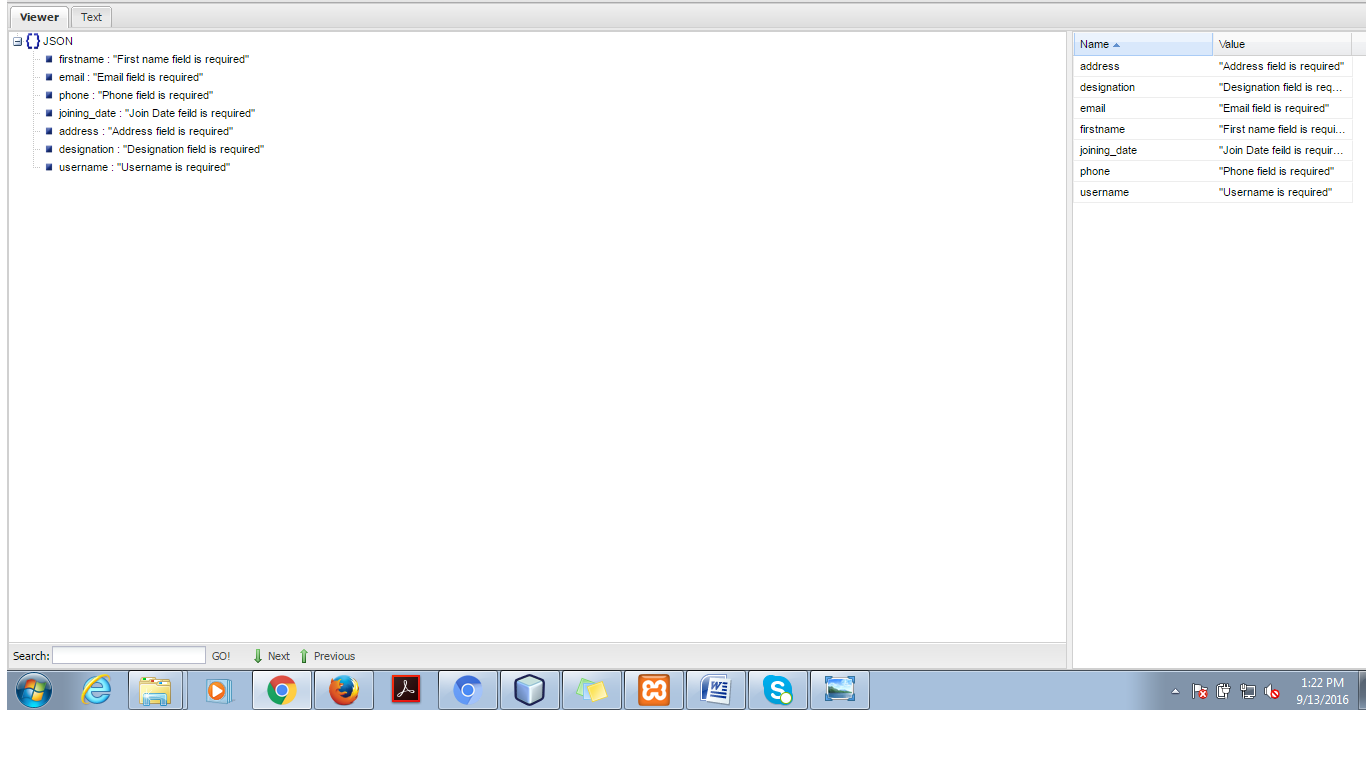 Viewer Text
JSON
firstname : "First name field is required"
email : "Email field is required"
phone : "Phone field is required"
joining_date : "Join Date feild is required"
address : "Address field is required"
designation : "Designation field is required"
username : "Username is required"
Name Value
address "Address field is required"
designation "Designation field is req...
email "Email field is required"
firstname "First name field is requi...
joining_date "Join Date feild is requir...
phone "Phone field is required"
username "Username is required"
Search: GO! Next Previous
1:22 PM
9/13/2016